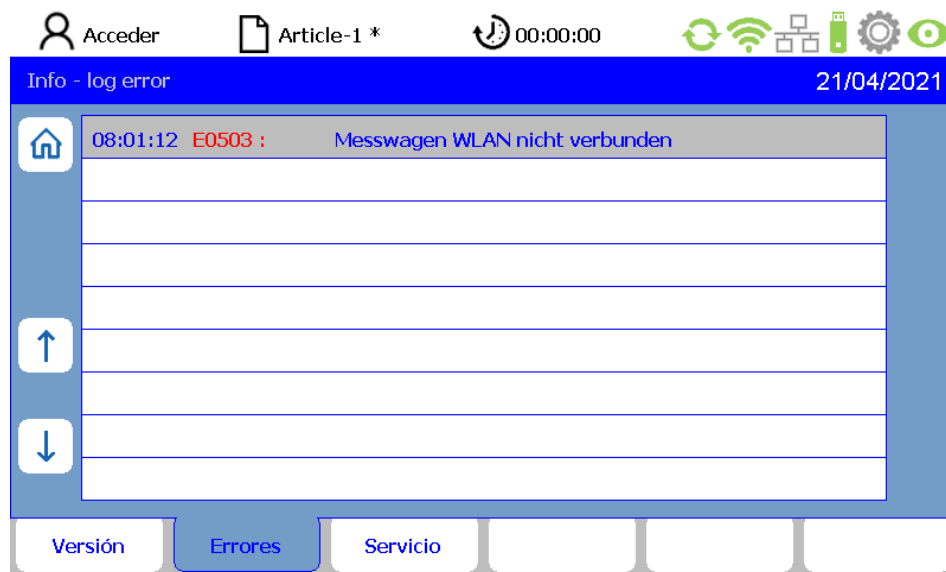 Acceder Article-1 * 00:00:00
Info - log error 21/04/2021
08:01:12 E0503 : Messwagen WLAN nicht verbunden
Versión Errores Servicio